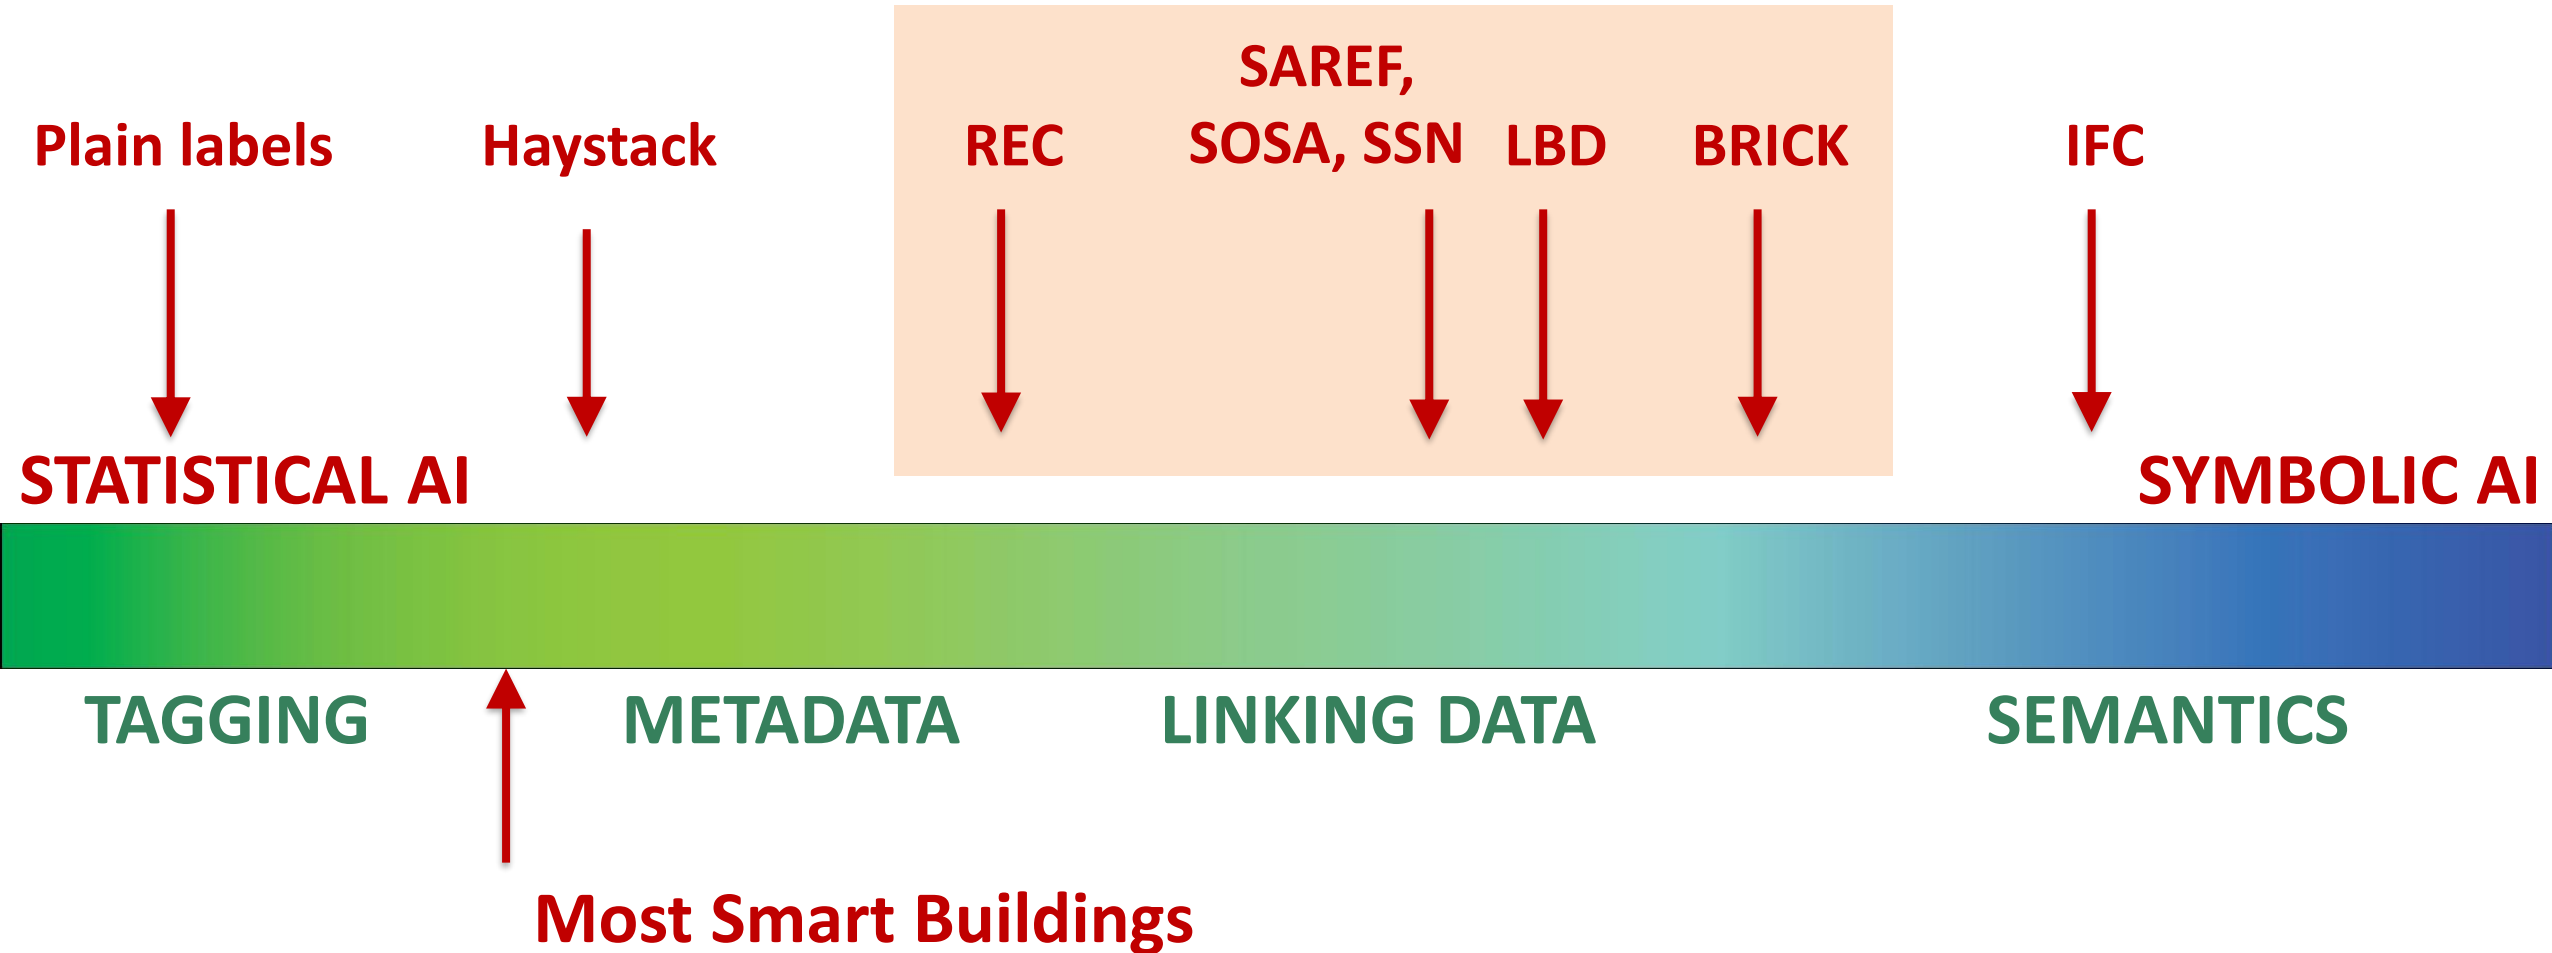 SAREF,
Plain labels
Haystack
REC
SOSA, SSN
LBD
BRICK
IFC
STATISTICAL AI
SYMBOLIC AI
TAGGING
METADATA
LINKING DATA
SEMANTICS
Most Smart Buildings